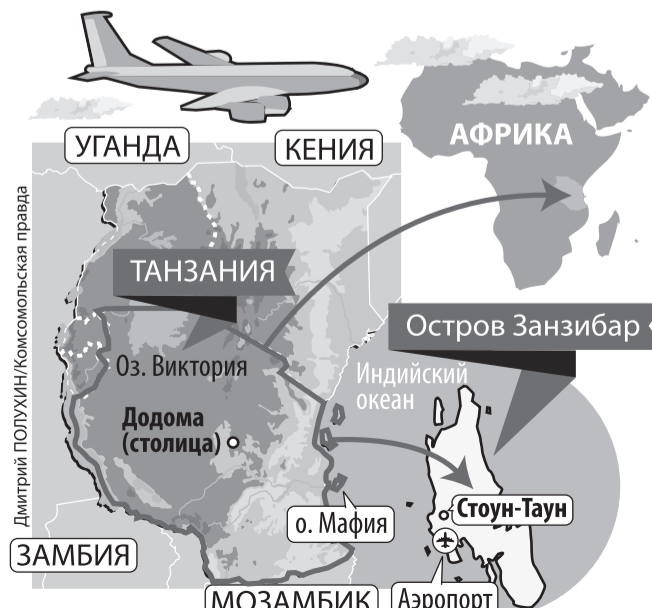 АФРИКА
УГАНДА
КЕНИЯ
ТАНЗАНИЯ
Остров Занзибар
Оз. Виктория
Индийский
океан
Додома
(столица)
Стоун-Таун
о. Мафия
ЗАМБИЯ
МОЗАМБИК
Аэропорт
Дмитрий ПОЛУХИН/Комсомольская правда